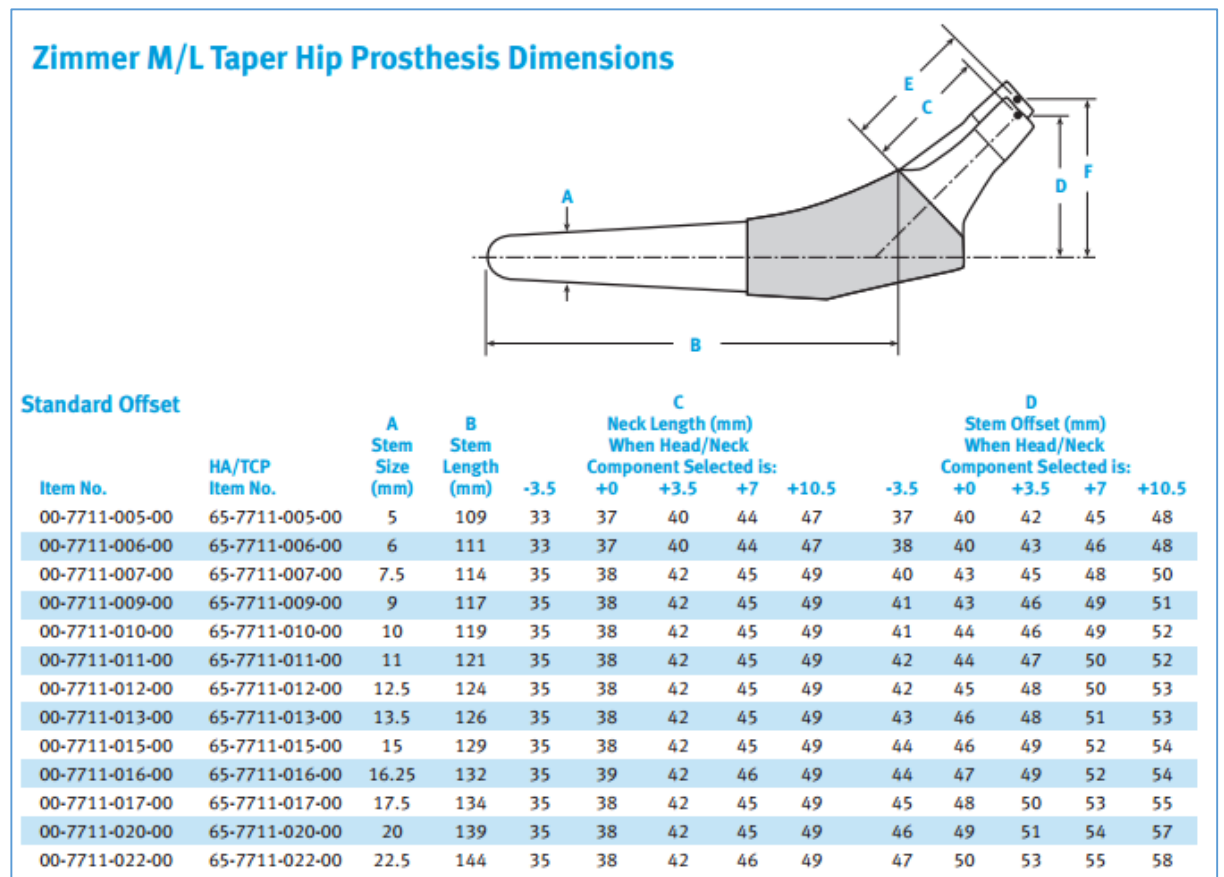 Zimmer M/L Taper Hip Prosthesis Dimensions
E
C
A
F
D
B
Standard Offset
C
D
A
B
Neck Length (mm)
Stem Offset (mm)
Stem
Stem
When Head/Neck
When Head/Neck
HA/TCP
Size
Length
Component Selected is:
Component Selected is:
Item No.
Item No.
(mm)
(mm)
-3.5 +0 +3.5 +7 +10.5
-3.5 +0 +3.5 +7 +10.5
00-7711-005-00 65-7711-005-00 5 109 33 37 40 44 47 37 40 42 45 48
00-7711-006-00 65-7711-006-00 6 111 33 37 40 44 47 38 40 43 46 48
00-7711-007-00 65-7711-007-00 7.5 114 35 38 42 45 49 40 43 45 48 50
00-7711-009-00 65-7711-009-00 9 117 35 38 42 45 49 41 43 46 49 51
00-7711-010-00 65-7711-010-00 10 119 35 38 42 45 49 41 44 46 49 52
00-7711-011-00 65-7711-011-00 11 121 35 38 42 45 49 42 44 47 50 52
00-7711-012-00 65-7711-012-00 12.5 124 35 38 42 45 49 42 45 48 50 53
00-7711-013-00 65-7711-013-00 13.5 126 35 38 42 45 49 43 46 48 51 53
00-7711-015-00 65-7711-015-00 15 129 35 38 42 45 49 44 46 49 52 54
00-7711-016-00 65-7711-016-00 16.25 132 35 39 42 46 49 44 47 49 52 54
00-7711-017-00 65-7711-017-00 17.5 134 35 38 42 45 49 45 48 50 53 55
00-7711-020-00 65-7711-020-00 20 139 35 38 42 45 49 46 49 51 54 57
00-7711-022-00 65-7711-022-00 22.5 144 35 38 42 46 49 47 50 53 55 58